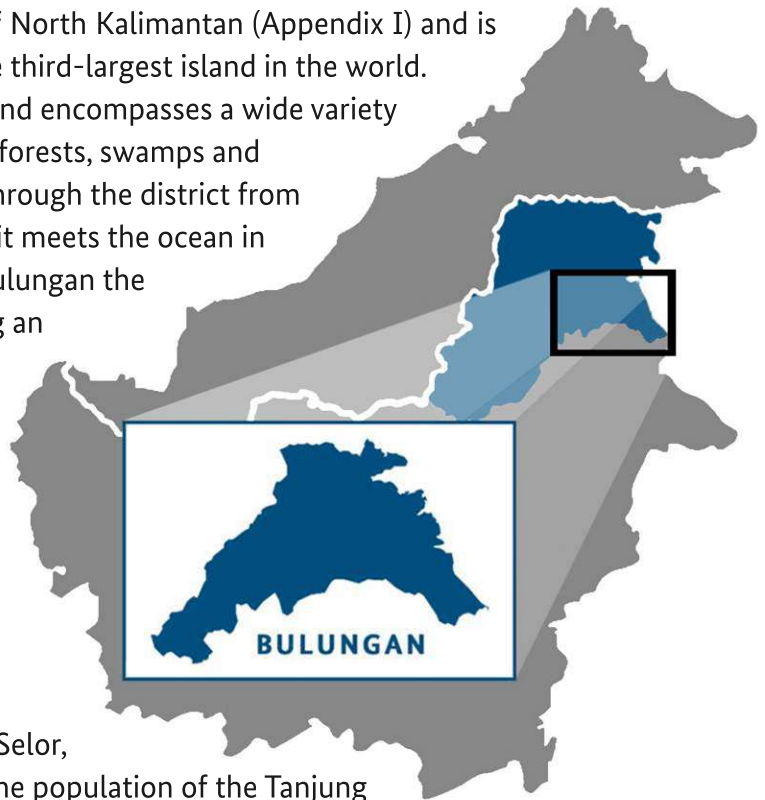 North Kalimantan (Appendix I) and is
third-largest island in the world.
nd encompasses a wide variety
forests, swamps and
hrough the district from
it meets the ocean in
ulungan the
g an
BULUNGAN
Selor,
he population of the Tanjung